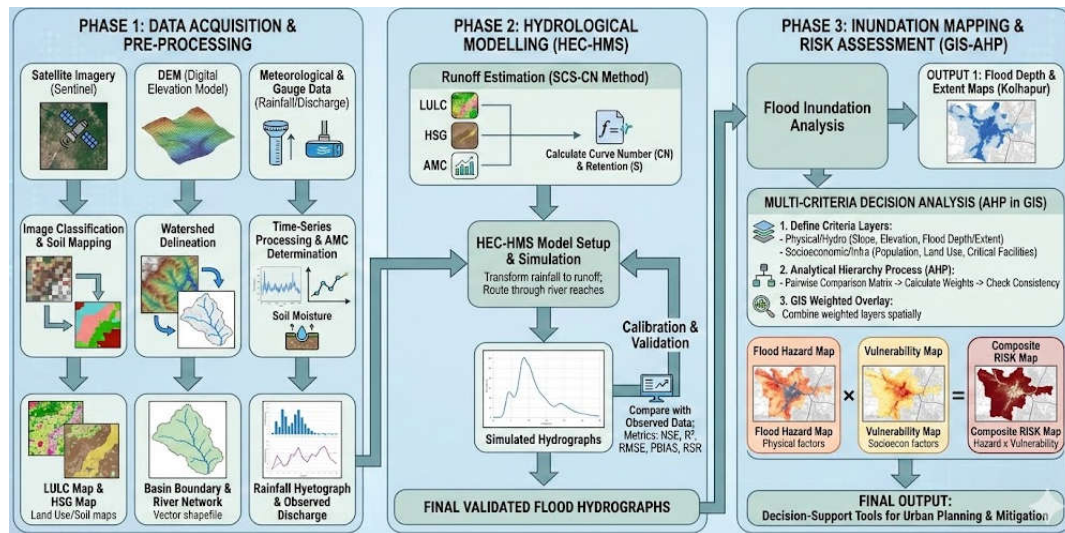 PHASE 1: DATA ACQUISITION &
PRE-PROCESSING
Satellite Imagery
(Sentinel)
DEM (Digital
Elevation Model)
Meteorological &
Gauge Data
(Rainfall/Discharge)
Image Classification
& Soil Mapping
Watershed
Delineation
Time-Series
Processing & AMC
Determination
Soil Moisture
LULC Map &
HSG Map
Land Use/Soil maps
Basin Boundary &
River Network
Vector shapefile
Rainfall Hyetograph
& Observed
Discharge
PHASE 2: HYDROLOGICAL
MODELLING (HEC-HMS)
Runoff Estimation (SCS-CN Method)
LULC
HSG
AMC
Calculate Curve Number (CN)
& Retention (S)
HEC-HMS Model Setup
& Simulation
Transform rainfall to runoff;
Route through river reaches
Calibration &
Validation
Compare with
Observed Data;
Metrics: NSE, R²,
RMSE, PBIAS, RSR
Simulated Hydrographs
FINAL VALIDATED FLOOD HYDROGRAPHS
PHASE 3: INUNDATION MAPPING &
RISK ASSESSMENT (GIS-AHP)
Flood Inundation
Analysis
OUTPUT 1: Flood Depth &
Extent Maps (Kolhapur)
MULTI-CRITERIA DECISION ANALYSIS (AHP in GIS)
1. Define Criteria Layers:
- Physical/Hydro (Slope, Elevation, Flood Depth/Extent)
- Socioeconomic/Infra (Population, Land Use, Critical Facilities)
2. Analytical Hierarchy Process (AHP):
- Pairwise Comparison Matrix -> Calculate Weights -> Check Consistency
3. GIS Weighted Overlay:
Combine weighted layers spatially
Flood Hazard Map
Flood Hazard Map
Physical factors
×
Vulnerability Map
Vulnerability Map
Socioecon factors
=
Composite
RISK Map
Composite RISK Map
Hazard x Vulnerability
FINAL OUTPUT:
Decision-Support Tools for Urban Planning & Mitigation